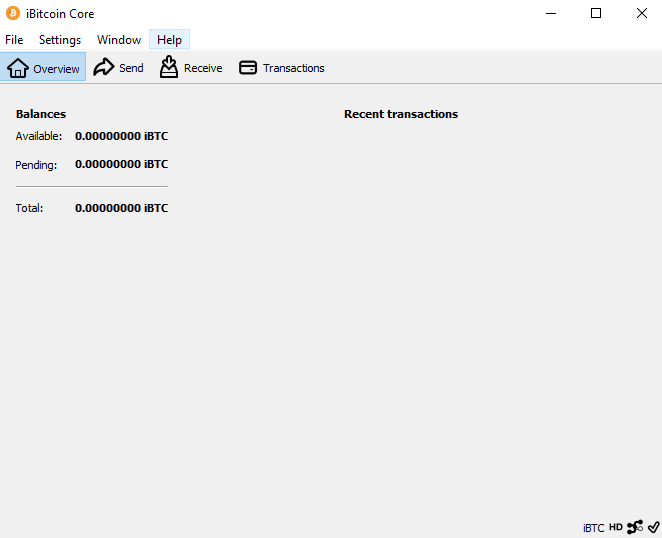 iBitcoin Core
File Settings Window Help
Overview Send Receive Transactions
Balances
Available: 0.00000000 iBTC
Pending: 0.00000000 iBTC
Total: 0.00000000 iBTC
Recent transactions
iBTC HD